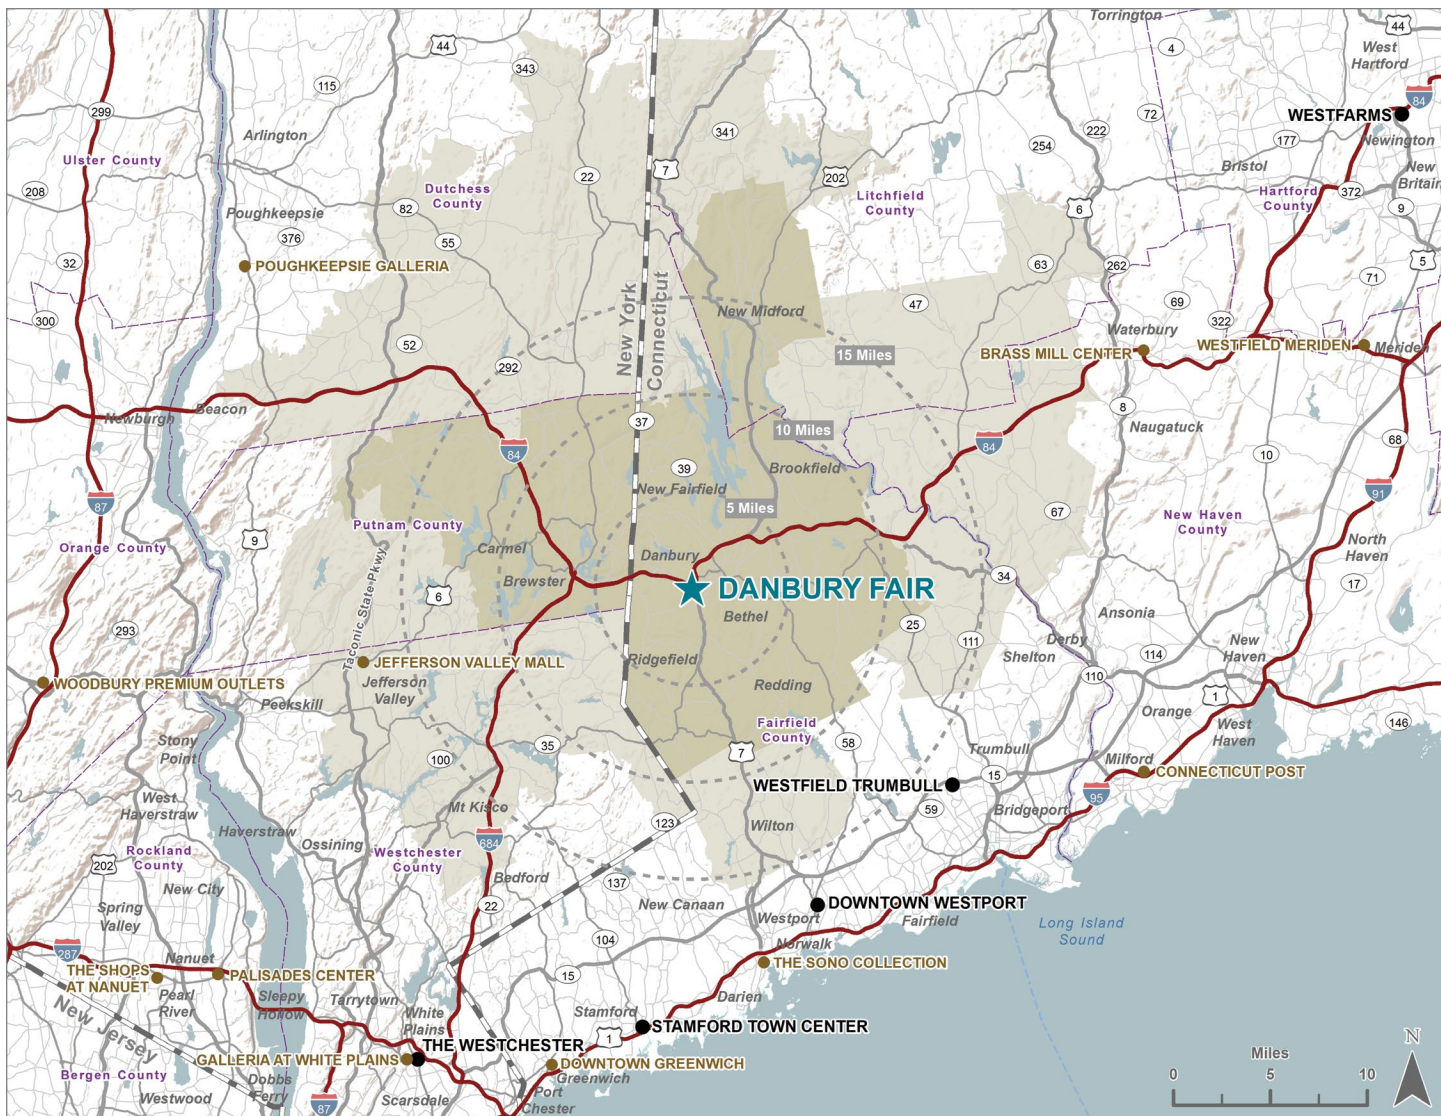 Torrington
44
44
4
West
Hartford
343
115
84
299
WESTFARMS
72
Arlington
341
222
177
Newington
Ulster County
254
7
Bristol
New
Britain
22
202
Dutchess
County
Litchfield
County
Hartford
County
372
208
82
6
9
Poughkeepsie
376
55
32
POUGHKEEPSIE GALLERIA
63
262
5
71
New York
Connecticut
47
69
300
New Midford
322
Waterbury
52
15 Miles
BRASS MILL CENTER
WESTFIELD MERIDEN
Meriden
292
Beacon
Newburgh
37
8
10 Miles
Naugatuck
84
84
68
39
Brookfield
10
New Fairfield
91
87
5 Miles
67
New Haven
County
Putnam County
9
Orange County
Carmel
Danbury
North
Haven
Brewster
34
17
Taconic State Pkwy
6
DANBURY FAIR
Bethel
Ansonia
293
25
111
Derby
New
Haven
Shelton
114
Ridgefield
JEFFERSON VALLEY MALL
110
WOODBURY PREMIUM OUTLETS
Jefferson
Valley
Redding
1
Peekskill
Orange
146
Fairfield
County
West
Haven
Stony
Point
35
7
58
Trumbull
100
Milford
15
CONNECTICUT POST
WESTFIELD TRUMBULL
95
West
Haverstraw
Mt Kisco
59
Bridgeport
123
Wilton
Haverstraw
684
Ossining
Rockland
County
Westchester
County
202
Bedford
137
New City
22
New Canaan
DOWNTOWN WESTPORT
Spring
Valley
Westport
Fairfield
Long Island
Sound
104
Norwalk
287
Nanuet
THE SONO COLLECTION
THE SHOPS
AT NANUET
PALISADES CENTER
15
Pearl
River
Sleepy
Hollow
Tarrytown
Darien
New Jersey
White
Plains
Stamford
STAMFORD TOWN CENTER
1
N
THE WESTCHESTER
GALLERIA AT WHITE PLAINS
DOWNTOWN GREENWICH
Miles
Bergen County
Dobbs
Ferry
Greenwich
0
5
10
Port
Chester
Westwood
Scarsdale
87